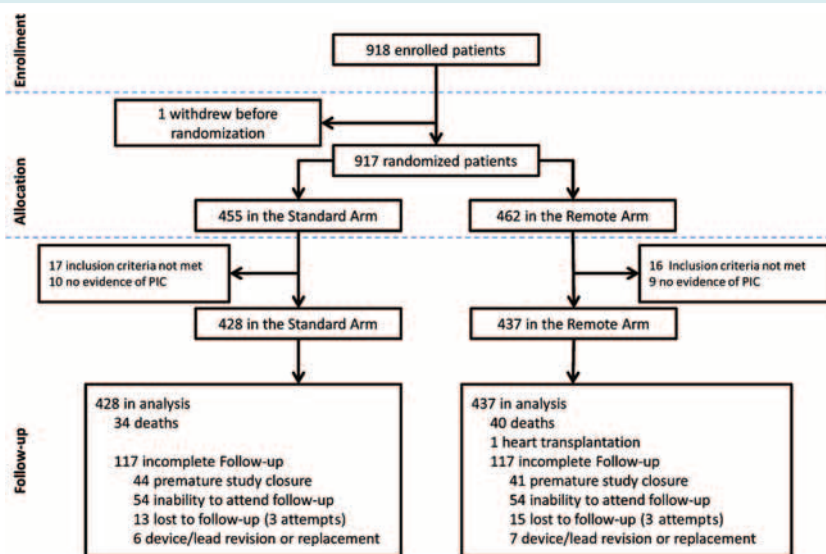 Enrollment
918 enrolled patients
1 withdrew before
randomization
Allocation
917 randomized patients
455 in the Standard Arm
462 in the Remote Arm
17 inclusion criteria not met
10 no evidence of PIC
16 Inclusion criteria not met
9 no evidence of PIC
428 in the Standard Arm
437 in the Remote Arm
Follow-up
428 in analysis
34 deaths
117 incomplete Follow-up
44 premature study closure
54 inability to attend follow-up
13 lost to follow-up (3 attempts)
6 device/lead revision or replacement
437 in analysis
40 deaths
1 heart transplantation
117 incomplete Follow-up
41 premature study closure
54 inability to attend follow-up
15 lost to follow-up (3 attempts)
7 device/lead revision or replacement